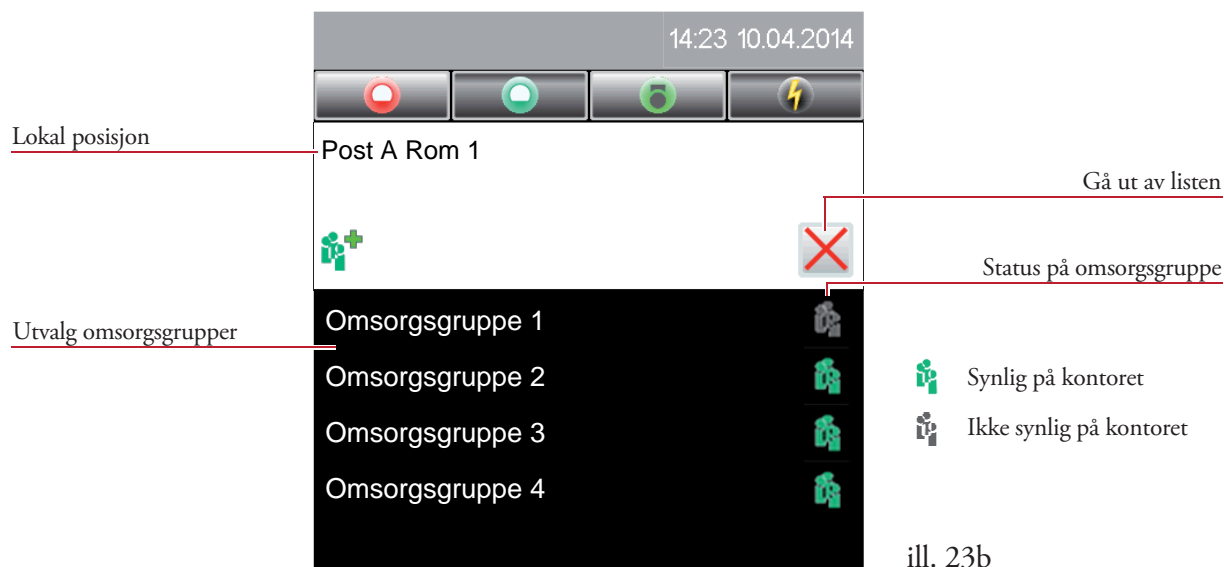 14:23 10.04.2014
Lokal posisjon
Post A Rom 1
Gå ut av listen
Status på omsorgsgruppe
Utvalg omsorgsgrupper
Omsorgsgruppe 1
Omsorgsgruppe 2
Omsorgsgruppe 3
Omsorgsgruppe 4
Synlig på kontoret
Ikke synlig på kontoret
ill. 23b